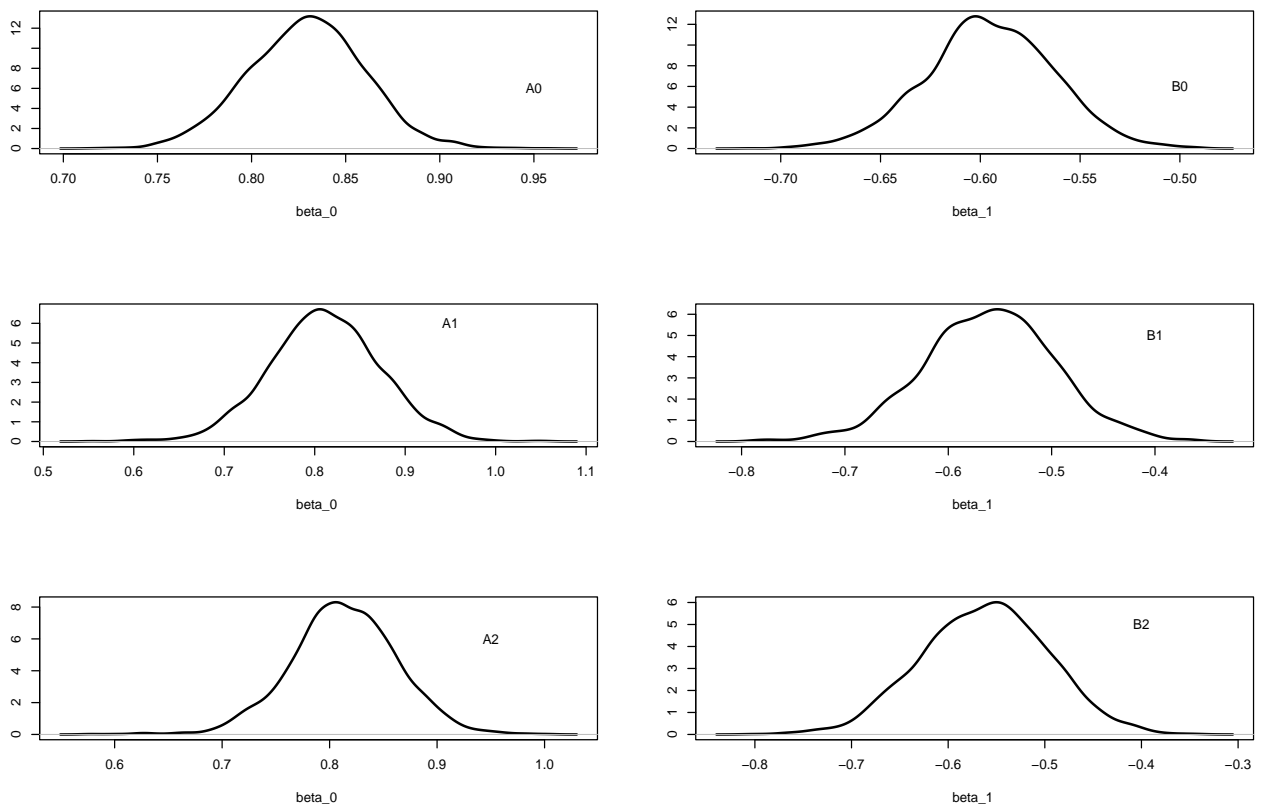 0 2 4 6 8 12
A0
0.70 0.75 0.80 0.85 0.90 0.95
beta_0
0 2 4 6 8 12
B0
−0.70 −0.65 −0.60 −0.55 −0.50
beta_1
0 1 2 3 4 5 6
A1
0.5 0.6 0.7 0.8 0.9 1.0 1.1
beta_0
0 1 2 3 4 5 6
B1
−0.8 −0.7 −0.6 −0.5 −0.4
beta_1
0 2 4 6 8
A2
0.6 0.7 0.8 0.9 1.0
beta_0
0 1 2 3 4 5 6
B2
−0.8 −0.7 −0.6 −0.5 −0.4 −0.3
beta_1